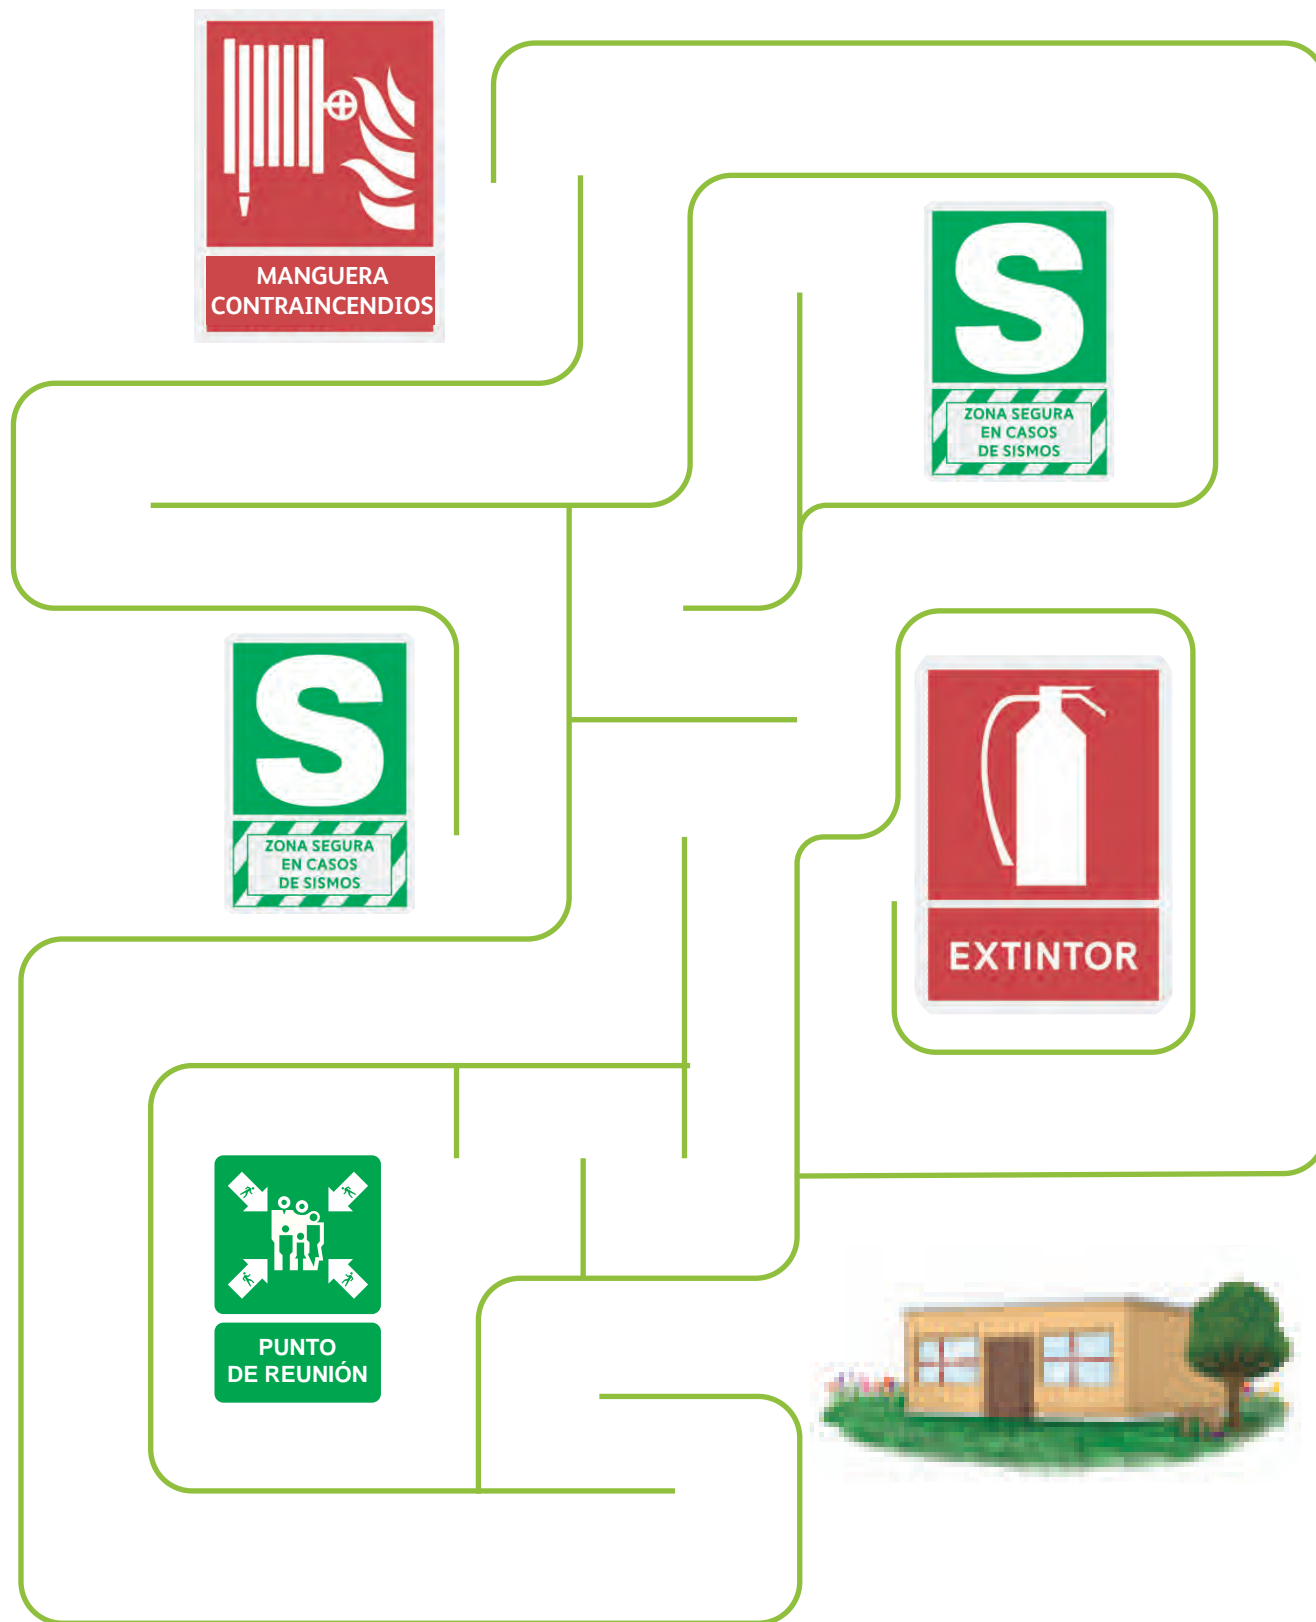 MANGUERA
CONTRAINCENDIOS
S
ZONA SEGURA
EN CASOS
DE SISMOS
S
ZONA SEGURA
EN CASOS
DE SISMOS
EXTINTOR
PUNTO
DE REUNIÓN